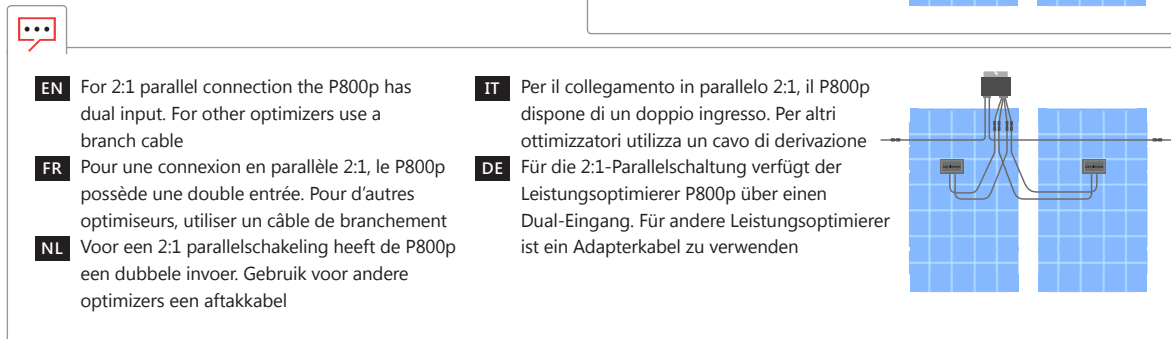 EN For 2:1 parallel connection the P800p has
dual input. For other optimizers use a
branch cable
FR Pour une connexion en parallèle 2:1, le P800p
possède une double entrée. Pour d'autres
optimiseurs, utiliser un câble de branchement
NL Voor een 2:1 parallelschakeling heeft de P800p
een dubbele invoer. Gebruik voor andere
optimizers een aftakkabel
IT Per il collegamento in parallelo 2:1, il P800p
dispone di un doppio ingresso. Per altri
ottimizzatori utilizza un cavo di derivazione
DE Für die 2:1-Parallelschaltung verfügt der
Leistungsoptimierer P800p über einen
Dual-Eingang. Für andere Leistungsoptimierer
ist ein Adapterkabel zu verwenden